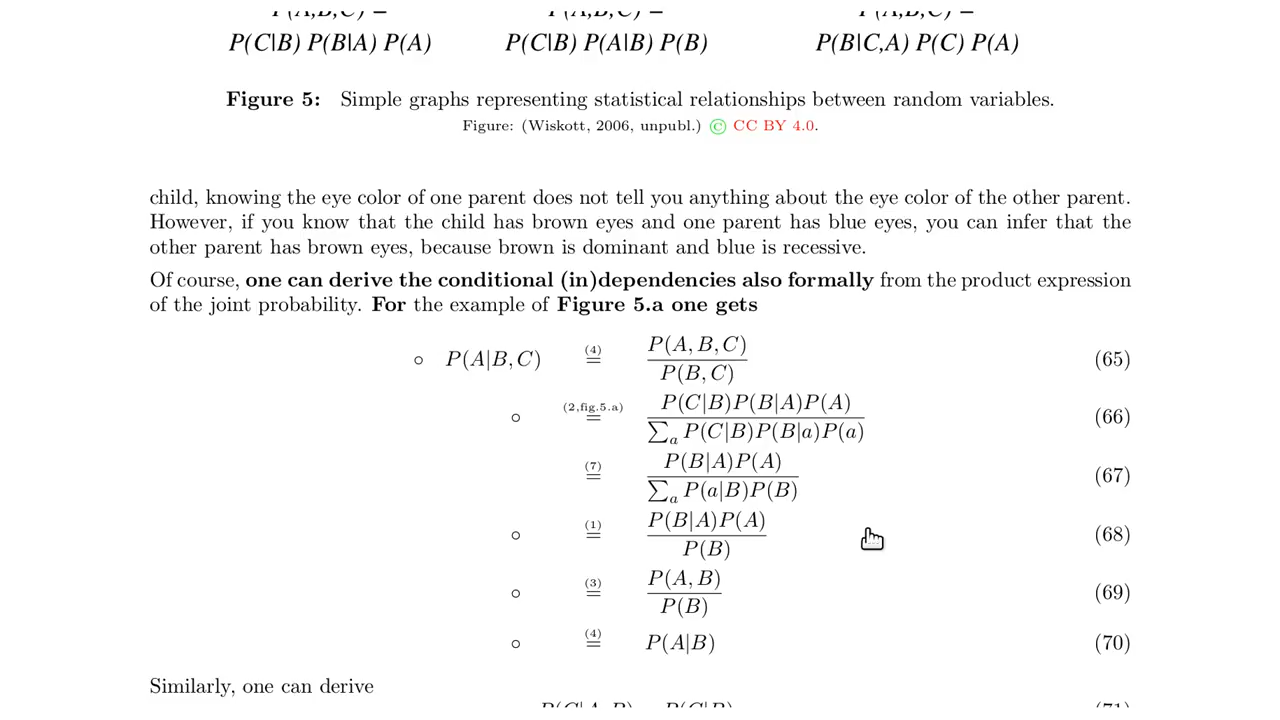 P(A,B,C) = P(A,B,C) = P(A,B,C) =
P(C|B) P(B|A) P(A) P(C|B) P(A|B) P(B) P(B|C,A) P(C) P(A)
Figure 5: Simple graphs representing statistical relationships between random variables.
Figure: (Wiskott, 2006, unpubl.) © CC BY 4.0.
child, knowing the eye color of one parent does not tell you anything about the eye color of the other parent.
However, if you know that the child has brown eyes and one parent has blue eyes, you can infer that the
other parent has brown eyes, because brown is dominant and blue is recessive.
Of course, one can derive the conditional (in)dependencies also formally from the product expression
of the joint probability. For the example of Figure 5.a one gets
◦ P(A|B, C) (4) = P(A, B, C) / P(B, C) (65)
◦ (2,fig.5.a) = P(C|B)P(B|A)P(A) / ∑a P(C|B)P(B|a)P(a) (66)
(7) = P(B|A)P(A) / ∑a P(a|B)P(B) (67)
◦ (1) = P(B|A)P(A) / P(B) (68)
◦ (3) = P(A, B) / P(B) (69)
◦ (4) = P(A|B) (70)
Similarly, one can derive
P(C|A, B) = P(C|B) (71)